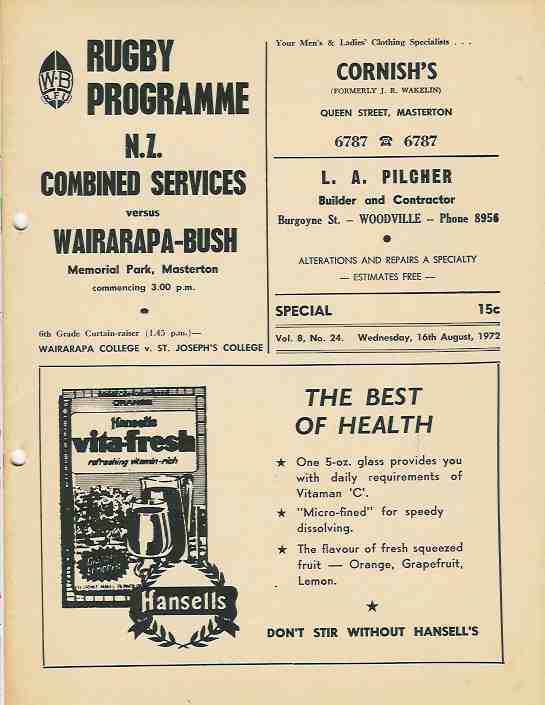 RUGBY
PROGRAMME
W-B
R.F.U.
N.Z.
COMBINED SERVICES
versus
WAIRARAPA-BUSH
Memorial Park, Masterton
commencing 3.00 p.m.
6th Grade Curtain-raiser (1.45 p.m.)—
WAIRARAPA COLLEGE v. ST. JOSEPH'S COLLEGE
Your Men's & Ladies' Clothing Specialists . . .
CORNISH'S
(FORMERLY J. R. WAKELIN)
QUEEN STREET, MASTERTON
6787 ☎ 6787
L. A. PILCHER
Builder and Contractor
Burgoyne St. – WOODVILLE – Phone 8956
ALTERATIONS AND REPAIRS A SPECIALTY
— ESTIMATES FREE —
SPECIAL 15c
Vol. 8, No. 24. Wednesday, 16th August, 1972
ORANGE
Hansells
vita-fresh
refreshing vitamin-rich
Hansells
THE BEST
OF HEALTH
★ One 5-oz. glass provides you
with daily requirements of
Vitaman 'C'.
★ "Micro-fined" for speedy
dissolving.
★ The flavour of fresh squeezed
fruit — Orange, Grapefruit,
Lemon.
★
DON'T STIR WITHOUT HANSELL'S